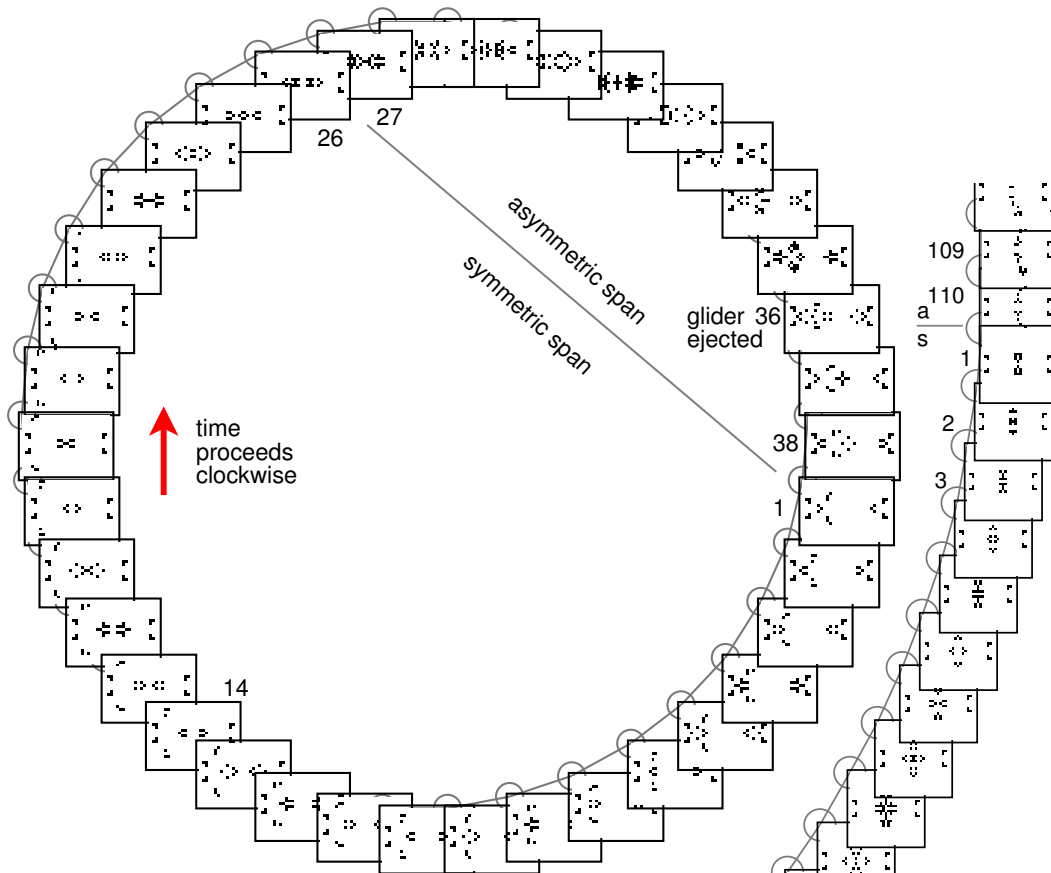 27
26
asymmetric span
symmetric span
109
110
a
s
glider 36
ejected
1
time
proceeds
clockwise
38
2
3
1
14